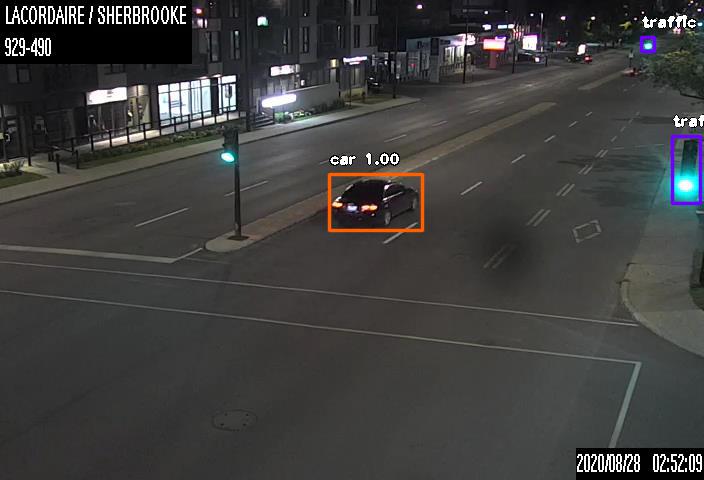 LACORDAIRE / SHERBROOKE
929-490
traffic
traf
car 1.00
2020/08/28 02:52:09